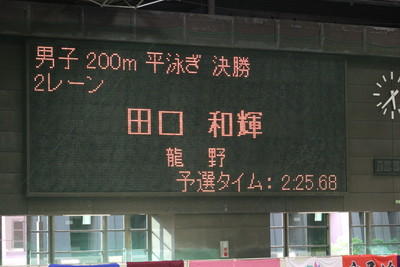 男子 200m 平泳ぎ 決勝
2レーン
田口 和輝
龍 野
予選タイム: 2:25.68